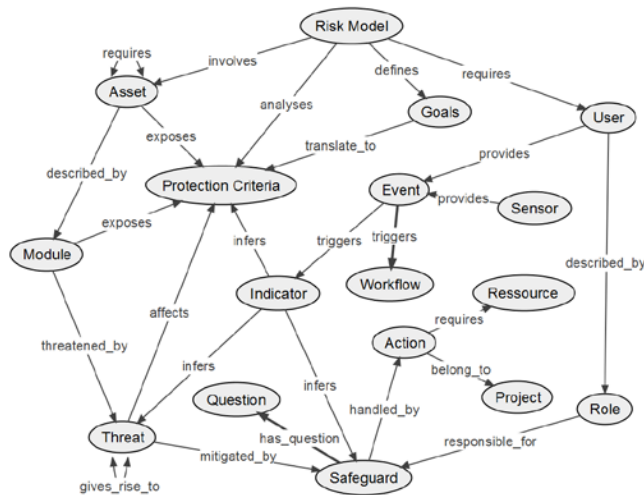 Risk Model
requires
involves
defines
requires
Asset
analyses
Goals
User
exposes
translate_to
provides
described_by
Protection Criteria
Event
provides
Sensor
exposes
infers
triggers
triggers
Module
described_by
Indicator
Workflow
Ressource
affects
requires
Action
threatened_by
infers
infers
belong_to
Question
handled_by
Project
Role
Threat
has_question
mitigated_by
responsible_for
Safeguard
gives_rise_to